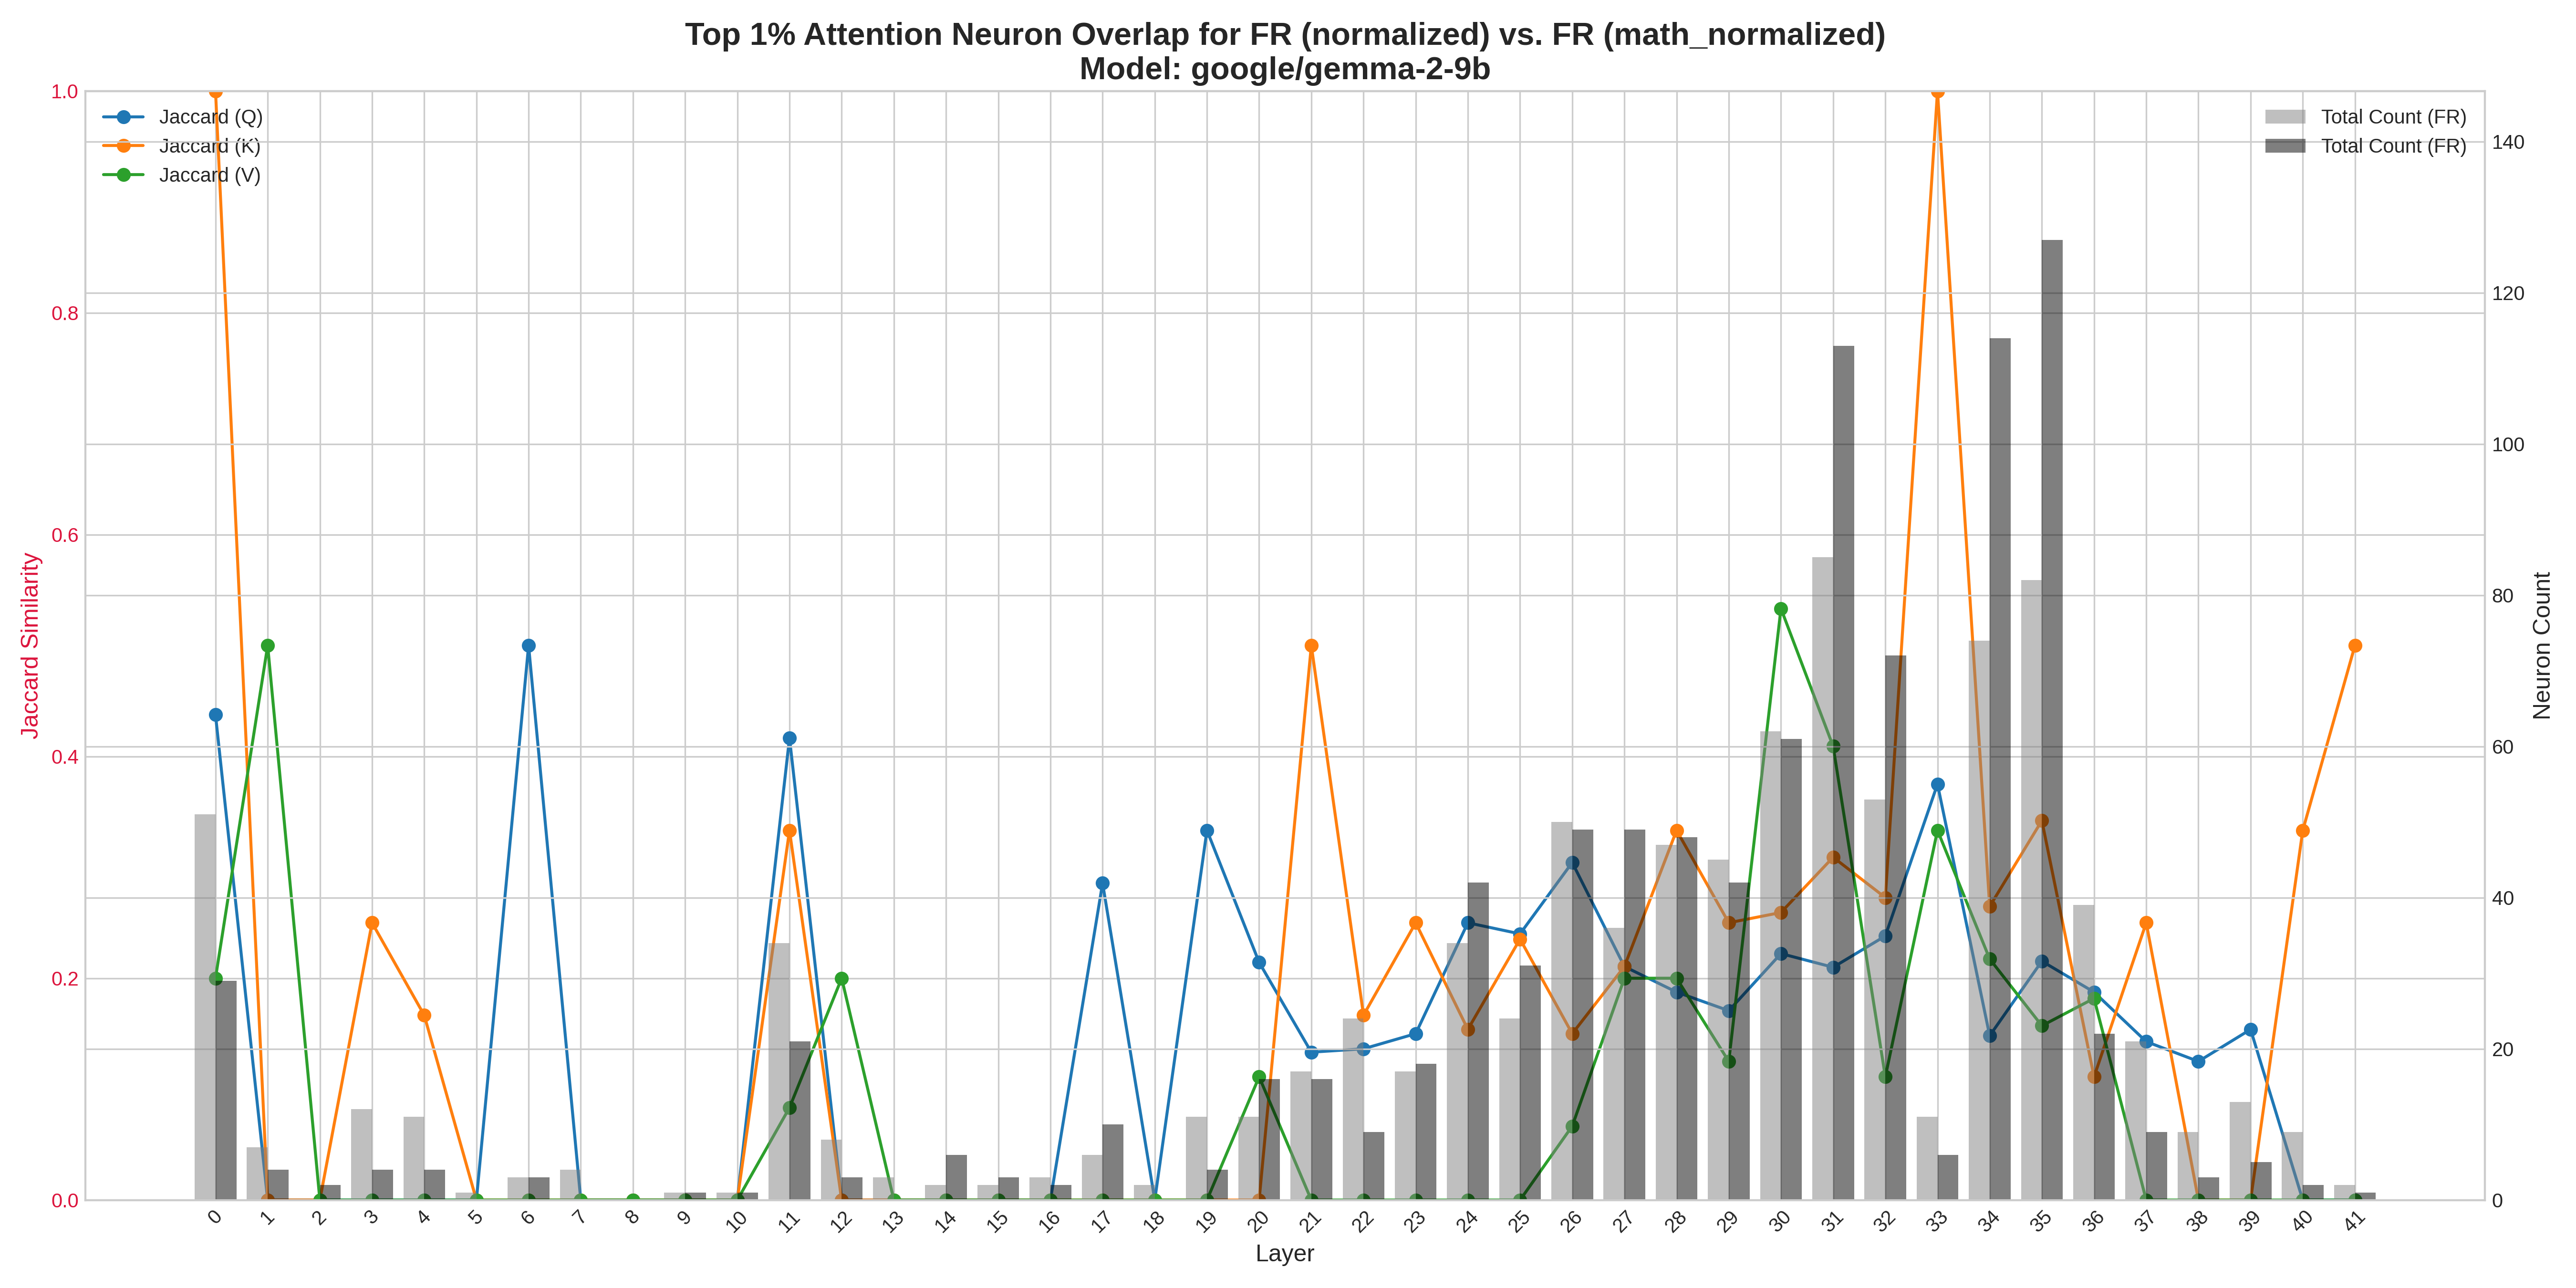 Top 1% Attention Neuron Overlap for FR (normalized) vs. FR (math_normalized)
Model: google/gemma-2-9b
Jaccard (Q)
Jaccard (K)
Jaccard (V)
Total Count (FR)
Total Count (FR)
Jaccard Similarity
1.0
0.8
0.6
0.4
0.2
0.0
Neuron Count
140
120
100
80
60
40
20
0
0 1 2 3 4 5 6 7 8 9 10 11 12 13 14 15 16 17 18 19 20 21 22 23 24 25 26 27 28 29 30 31 32 33 34 35 36 37 38 39 40 41
Layer